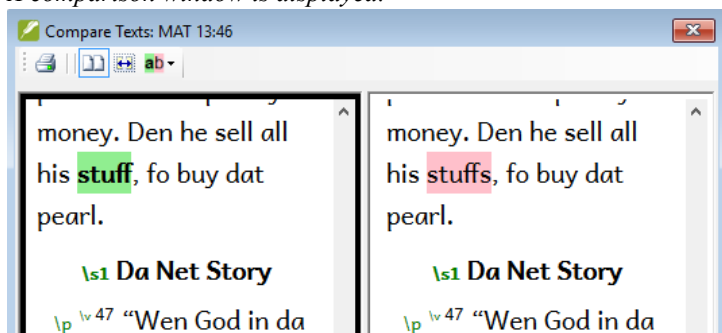 A comparison window is displayed.
Compare Texts: MAT 13:46
ab
money. Den he sell all
his stuff, fo buy dat
pearl.
\s1 Da Net Story
\p \v 47 “Wen God in da
money. Den he sell all
his stuffs, fo buy dat
pearl.
\s1 Da Net Story
\p \v 47 “Wen God in da